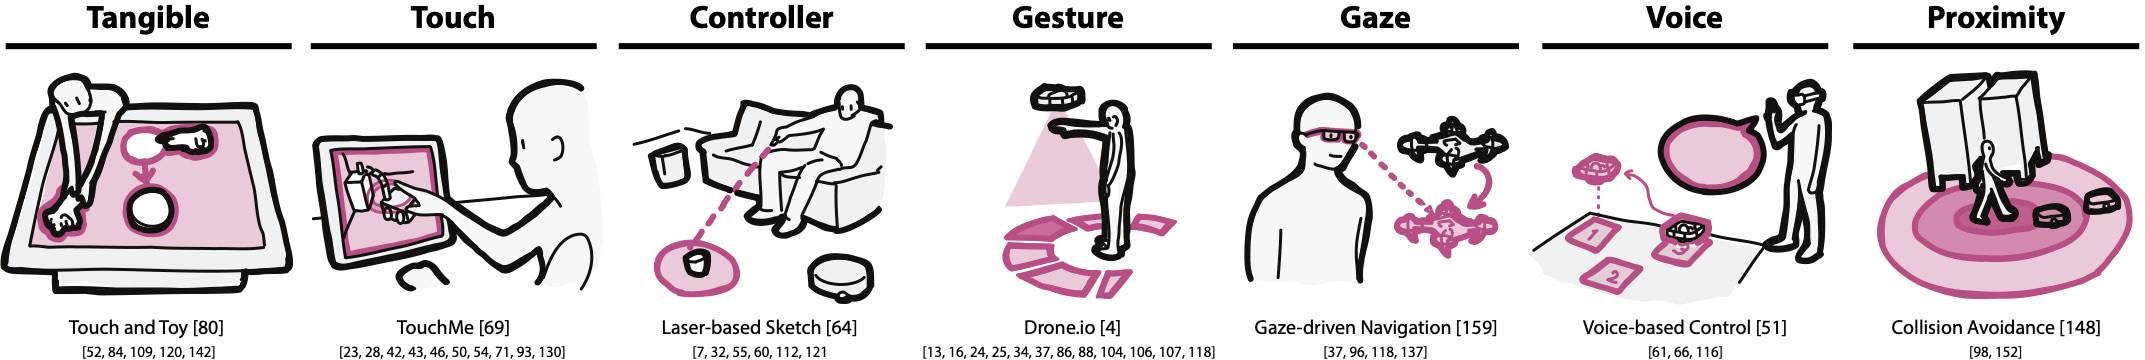 Tangible
Touch
Controller
Gesture
Gaze
Voice
Proximity
1
2
3
Touch and Toy [80]
[52, 84, 109, 120, 142]
TouchMe [69]
[23, 28, 42, 43, 46, 50, 54, 71, 93, 130]
Laser-based Sketch [64]
[7, 32, 55, 60, 112, 121
Drone.io [4]
[13, 16, 24, 25, 34, 37, 86, 88, 104, 106, 107, 118]
Gaze-driven Navigation [159]
[37, 96, 118, 137]
Voice-based Control [51]
[61, 66, 116]
Collision Avoidance [148]
[98, 152]